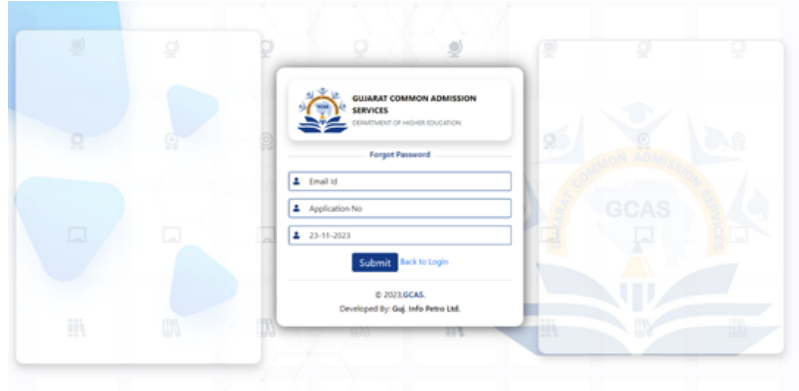 GUJARAT COMMON ADMISSION
SERVICES
DEPARTMENT OF HIGHER EDUCATION
Forgot Password
Email Id
Application No
23-11-2023
Submit Back to Login
© 2023,GCAS.
Developed By: Guj. Info Petro Ltd.
GUJARAT COMMON ADMISSION SERVICES
GCAS